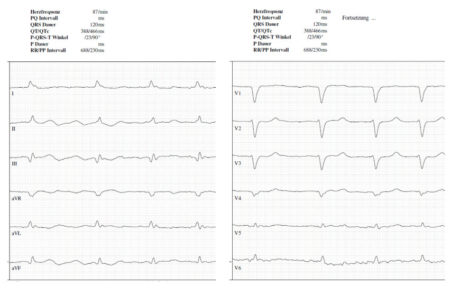 Herzfrequenz 87/min
PQ Intervall ms
QRS Dauer 120ms
QT/QTc 388/466ms
P-QRS-T Winkel /23/90°
P Dauer ms
RR/PP Intervall 688/230ms
I
II
III
aVR
aVL
aVF
Herzfrequenz 87/min
PQ Intervall ms
QRS Dauer 120ms
QT/QTc 388/466ms
P-QRS-T Winkel /23/90°
P Dauer ms
RR/PP Intervall 688/230ms
Fortsetzung ...
V1
V2
V3
V4
V5
V6